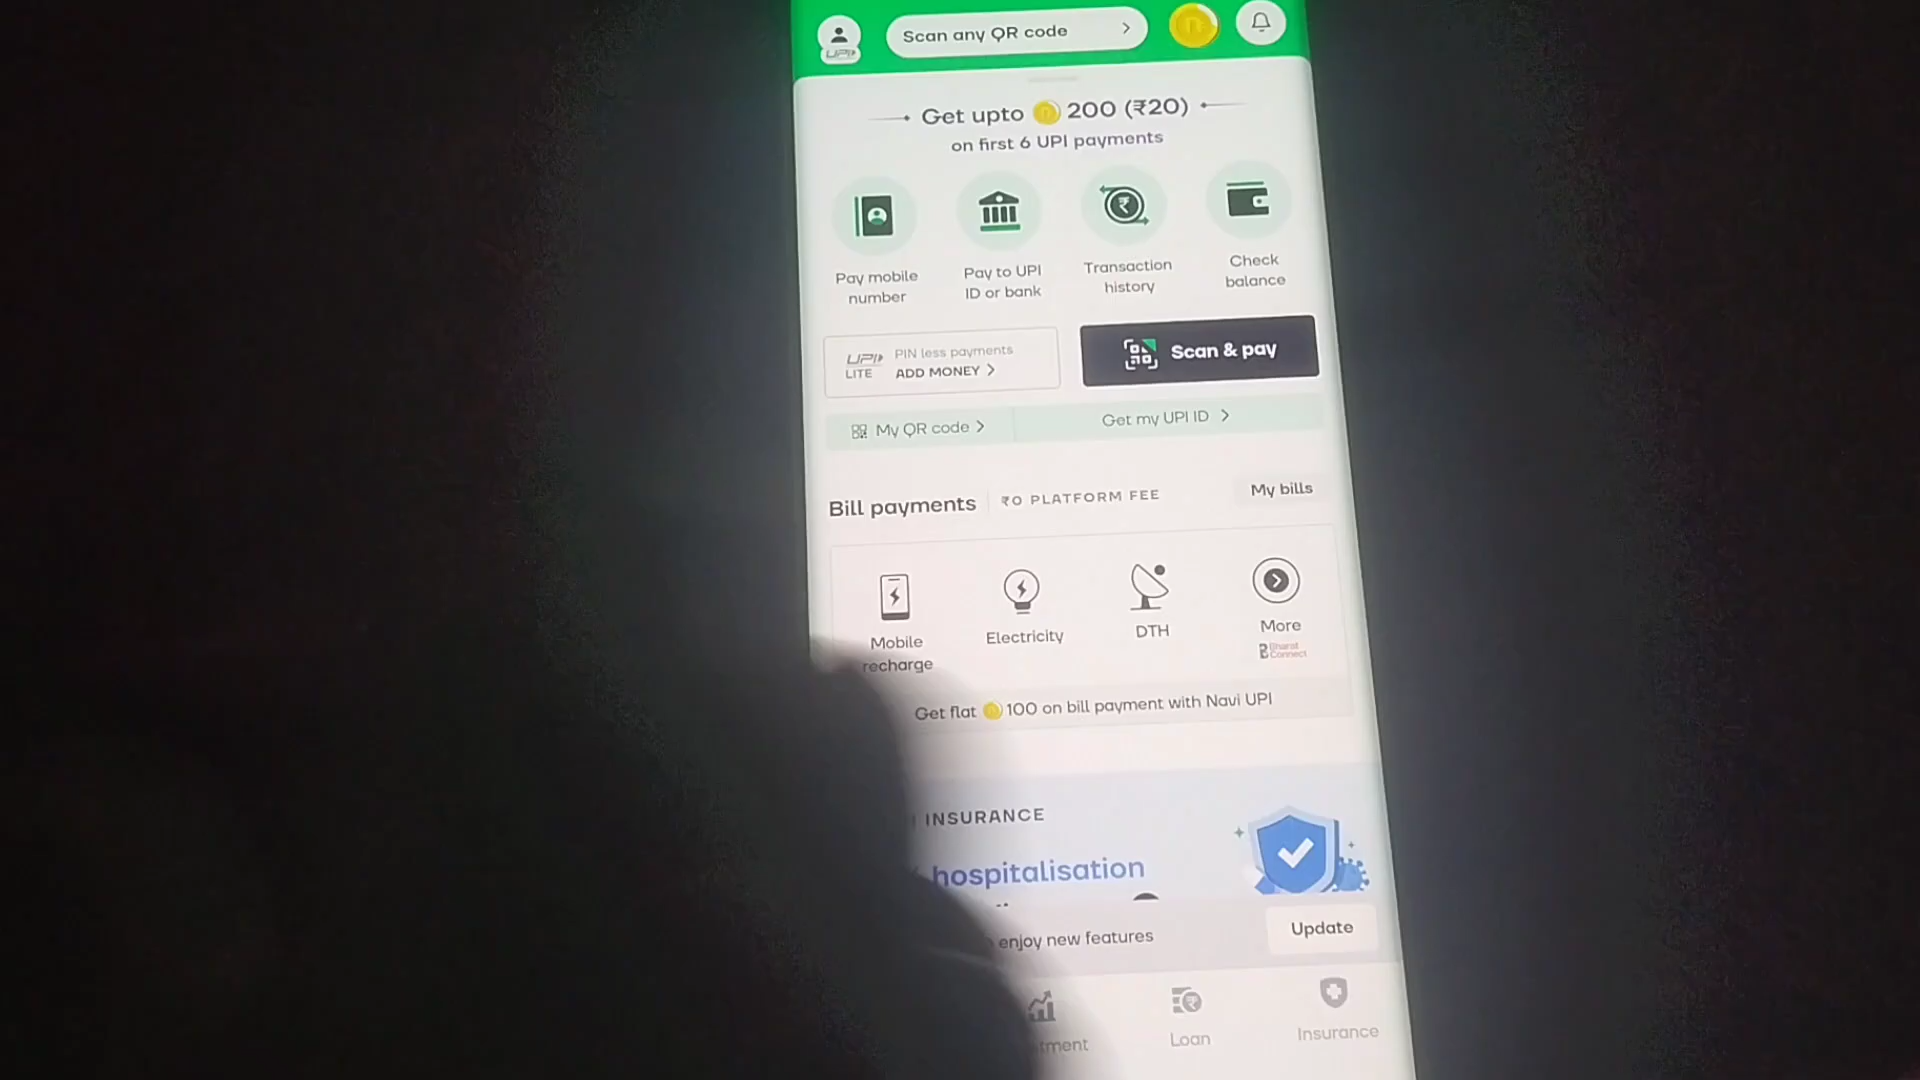 UPI
Scan any QR code
Get upto 200 (₹20)
on first 6 UPI payments
Pay mobile
number
Pay to UPI
ID or bank
Transaction
history
Check
balance
UPI
LITE
PIN less payments
ADD MONEY
Scan & pay
My QR code
Get my UPI ID
Bill payments
₹0 PLATFORM FEE
My bills
Mobile
recharge
Electricity
DTH
More
Bharat
Connect
Get flat 100 on bill payment with Navi UPI
INSURANCE
hospitalisation
enjoy new features
Update
Loan
Insurance